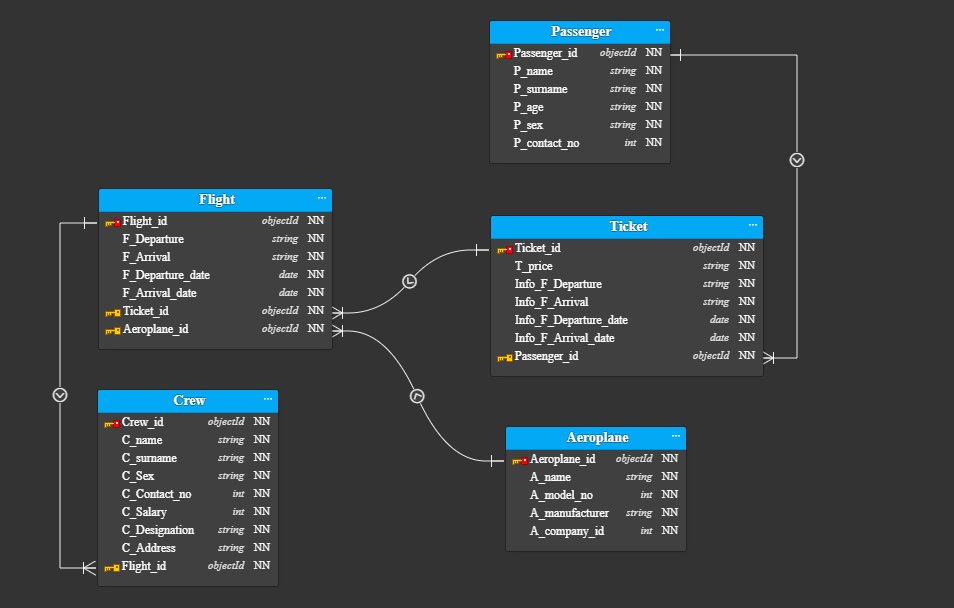 Passenger ...
Passenger_id objectId NN
P_name string NN
P_surname string NN
P_age string NN
P_sex string NN
P_contact_no int NN
Flight ...
Flight_id objectId NN
F_Departure string NN
F_Arrival string NN
F_Departure_date date NN
F_Arrival_date date NN
Ticket_id objectId NN
Aeroplane_id objectId NN
Ticket ...
Ticket_id objectId NN
T_price string NN
Info_F_Departure string NN
Info_F_Arrival string NN
Info_F_Departure_date date NN
Info_F_Arrival_date date NN
Passenger_id objectId NN
Crew ...
Crew_id objectId NN
C_name string NN
C_surname string NN
C_Sex string NN
C_Contact_no int NN
C_Salary int NN
C_Designation string NN
C_Address string NN
Flight_id objectId NN
Aeroplane ...
Aeroplane_id objectId NN
A_name string NN
A_model_no int NN
A_manufacturer string NN
A_company_id int NN